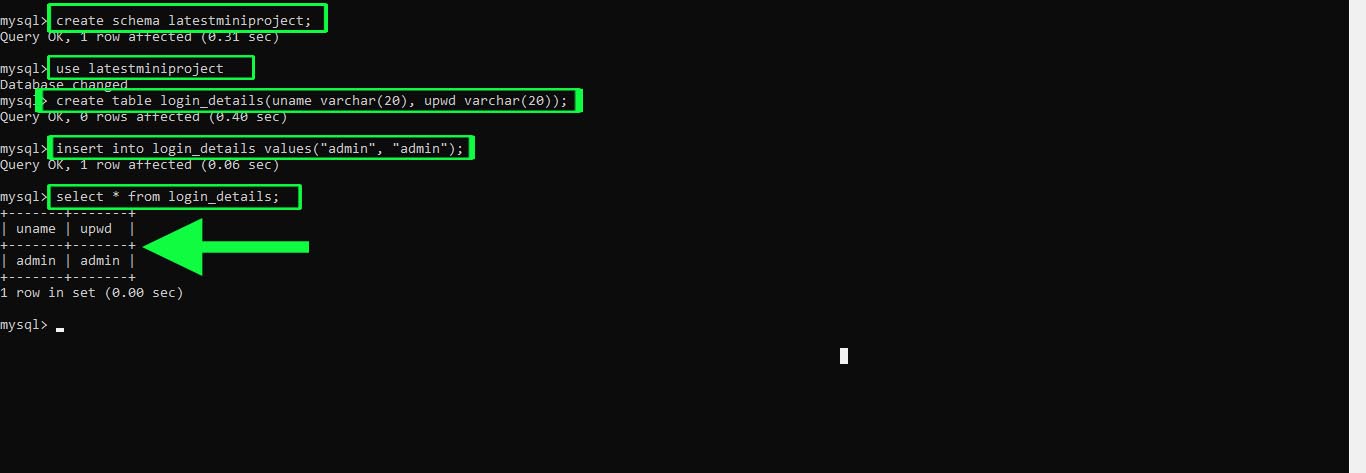 mysql> create schema latestminiproject;
Query OK, 1 row affected (0.31 sec)
mysql> use latestminiproject
Database changed
mysql> create table login_details(uname varchar(20), upwd varchar(20));
Query OK, 0 rows affected (0.40 sec)
mysql> insert into login_details values("admin", "admin");
Query OK, 1 row affected (0.06 sec)
mysql> select * from login_details;
+-------+-------+
| uname | upwd  |
+-------+-------+
| admin | admin |
+-------+-------+
1 row in set (0.00 sec)
mysql>